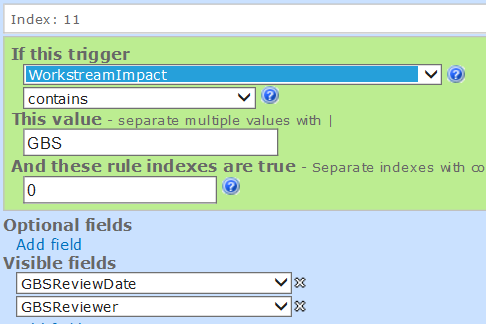 Index: 11
If this trigger
WorkstreamImpact
contains
This value - separate multiple values with |
GBS
And these rule indexes are true - Separate indexes with co
0
Optional fields
Add field
Visible fields
GBSReviewDate
GBSReviewer